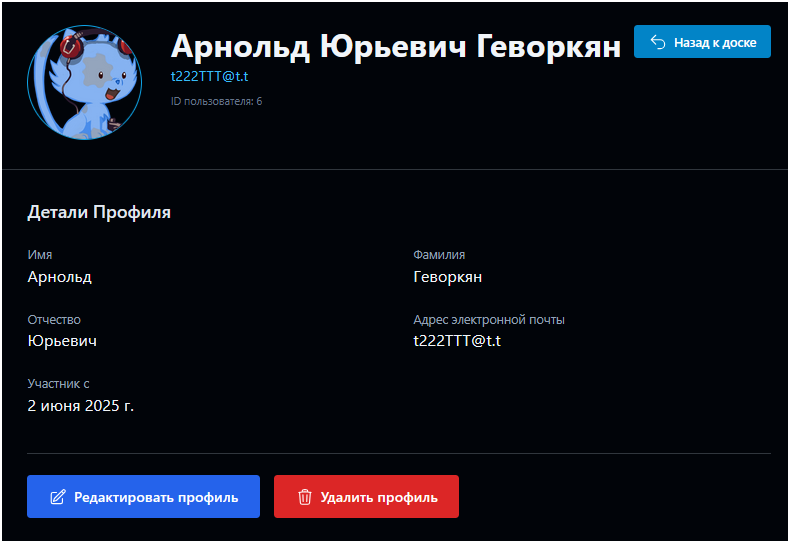 Арнольд Юрьевич Геворкян
Назад к доске
t222TTT@t.t
ID пользователя: 6
Детали Профиля
Имя
Фамилия
Арнольд
Геворкян
Отчество
Адрес электронной почты
Юрьевич
t222TTT@t.t
Участник с
2 июня 2025 г.
Редактировать профиль
Удалить профиль